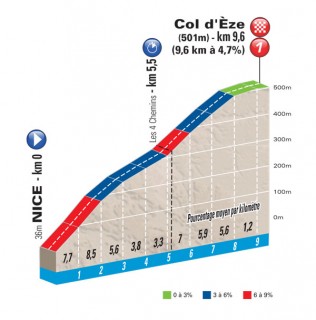 Col d'Èze
(501m) - km 9,6
(9,6 km à 4,7%)
1
Les 4 Chemins - km 5,5
36m NICE - km 0
500m
400m
300m
200m
100m
0m
Pourcentage moyen par kilomètre
7,7 8,5 5,6 3,8 3,3 7 5,9 5,6 1,2
1 2 3 4 5 6 7 8 9
0 à 3% 3 à 6% 6 à 9%